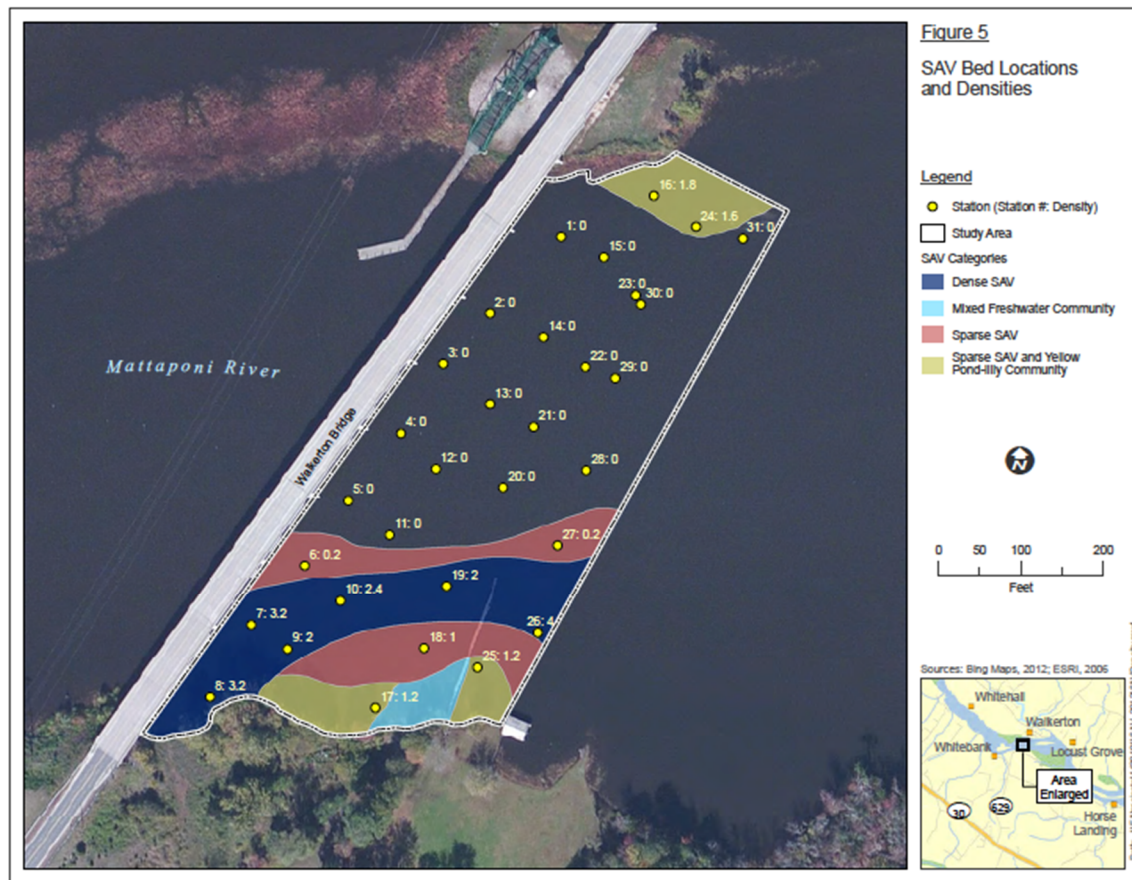 Figure 5
SAV Bed Locations
and Densities
Legend
Station (Station #: Density)
Study Area
SAV Categories
Dense SAV
Mixed Freshwater Community
Sparse SAV
Sparse SAV and Yellow
Pond-lily Community
N
0 50 100 200
Feet
Sources: Bing Maps, 2012; ESRI, 2006
Whitehall
Walkerton
Whitebank
Locust Grove
Area
Enlarged
30
629
Horse
Landing
Mattaponi River
Walkerton Bridge
16: 1.8
24: 1.6
31: 0
1: 0
15: 0
23: 0
30: 0
2: 0
14: 0
3: 0
22: 0
29: 0
13: 0
4: 0
21: 0
12: 0
28: 0
20: 0
5: 0
11: 0
27: 0.2
6: 0.2
19: 2
10: 2.4
7: 3.2
26: 4
9: 2
18: 1
25: 1.2
8: 3.2
17: 1.2